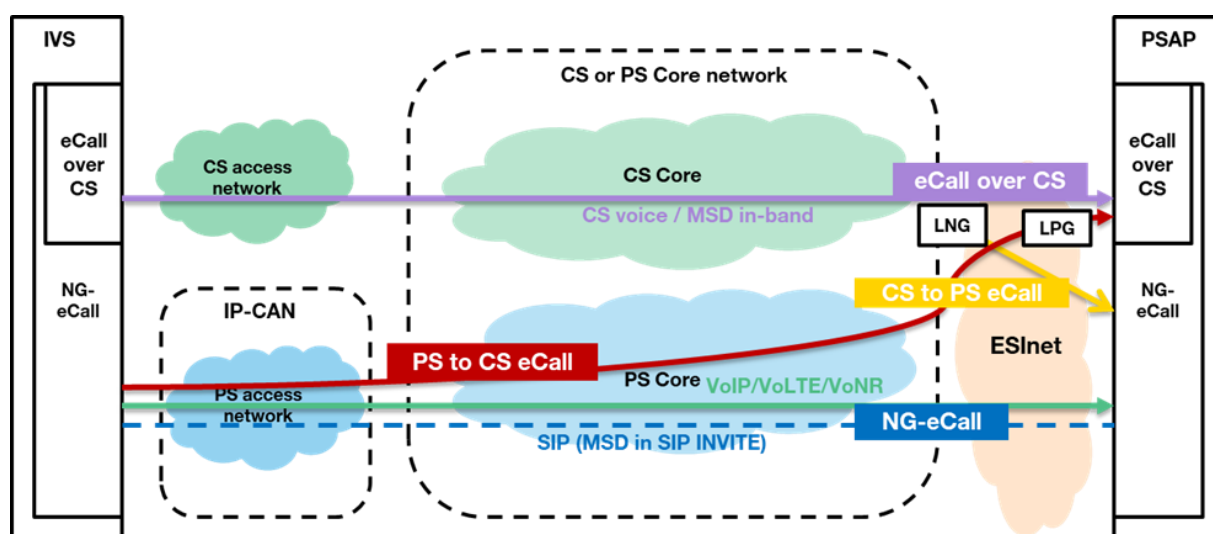 IVS
eCall
over
CS
NG-
eCall
CS access
network
IP-CAN
PS access
network
CS or PS Core network
CS Core
eCall over CS
CS voice / MSD in-band
LNG
LPG
CS to PS eCall
PS to CS eCall
PS Core
VoIP/VoLTE/VoNR
NG-eCall
SIP (MSD in SIP INVITE)
ESInet
PSAP
eCall
over
CS
NG-
eCall